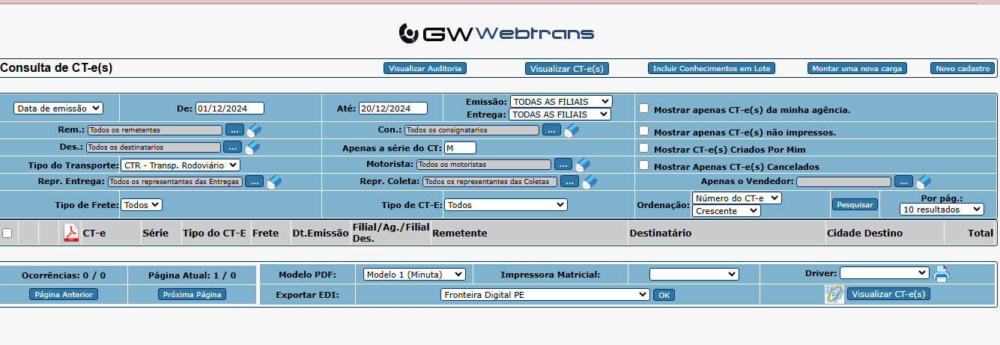 GW Webtrans
Consulta de CT-e(s)
Visualizar Auditoria
Visualizar CT-e(s)
Incluir Conhecimentos em Lote
Montar uma nova carga
Novo cadastro
Data de emissão
De: 01/12/2024
Até: 20/12/2024
Emissão: TODAS AS FILIAIS
Entrega: TODAS AS FILIAIS
Mostrar apenas CT-e(s) da minha agência.
Rem.: Todos os remetentes ...
Con.: Todos os consignatarios ...
Mostrar apenas CT-e(s) não impressos.
Des.: Todos os destinatarios ...
Apenas a série do CT: M
Mostrar CT-e(s) Criados Por Mim
Tipo do Transporte: CTR - Transp. Rodoviário
Motorista: Todos os motoristas ...
Mostrar Apenas CT-e(s) Cancelados
Repr. Entrega: Todos os representantes das Entregas ...
Repr. Coleta: Todos os representantes das Coletas ...
Apenas o Vendedor: ...
Tipo de Frete: Todos
Tipo de CT-E: Todos
Ordenação: Número do CT-e
Crescente
Pesquisar
Por pág.:
10 resultados
CT-e
Série
Tipo do CT-E
Frete
Dt.Emissão
Filial/Ag./Filial
Des.
Remetente
Destinatário
Cidade Destino
Total
Ocorrências: 0 / 0
Página Atual: 1 / 0
Modelo PDF: Modelo 1 (Minuta)
Impressora Matricial:
Driver:
Página Anterior
Próxima Página
Exportar EDI: Fronteira Digital PE OK
Visualizar CT-e(s)